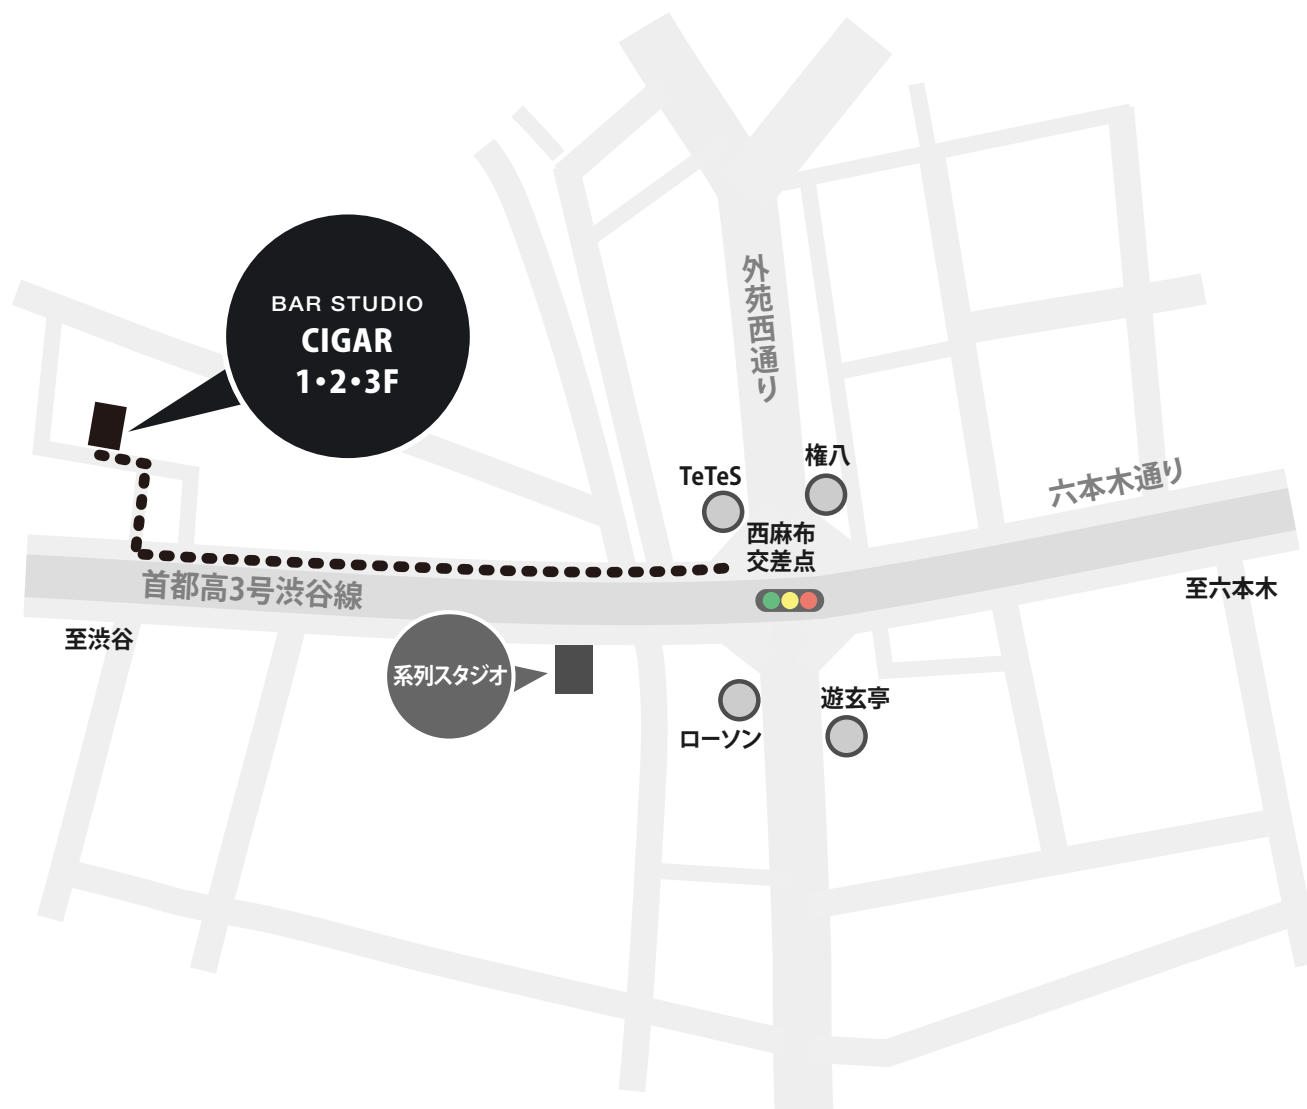 外苑西通り
BAR STUDIO
CIGAR
1・2・3F
権八
TeTeS
六本木通り
西麻布
交差点
首都高3号渋谷線
至六本木
至渋谷
系列スタジオ
遊玄亭
ローソン